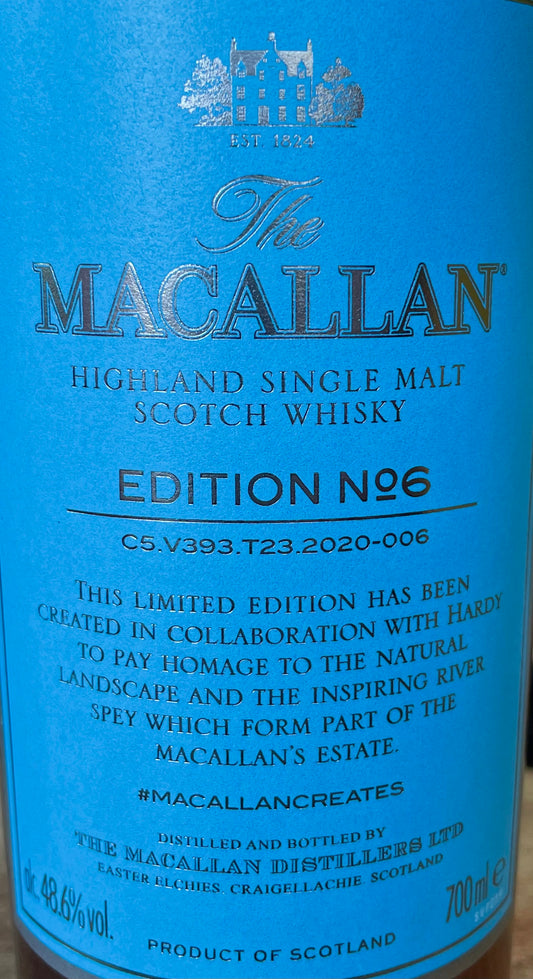 EST. 1824
The
MACALLAN®
HIGHLAND SINGLE MALT
SCOTCH WHISKY
EDITION Nº6
C5.V393.T23.2020-006
THIS LIMITED EDITION HAS BEEN
CREATED IN COLLABORATION WITH HARDY
TO PAY HOMAGE TO THE NATURAL
LANDSCAPE AND THE INSPIRING RIVER
SPEY WHICH FORM PART OF THE
MACALLAN'S ESTATE.
#MACALLANCREATES
DISTILLED AND BOTTLED BY
THE MACALLAN DISTILLERS LTD
EASTER ELCHIES, CRAIGELLACHIE, SCOTLAND
alc. 48.6% vol.
700ml e
PRODUCT OF SCOTLAND